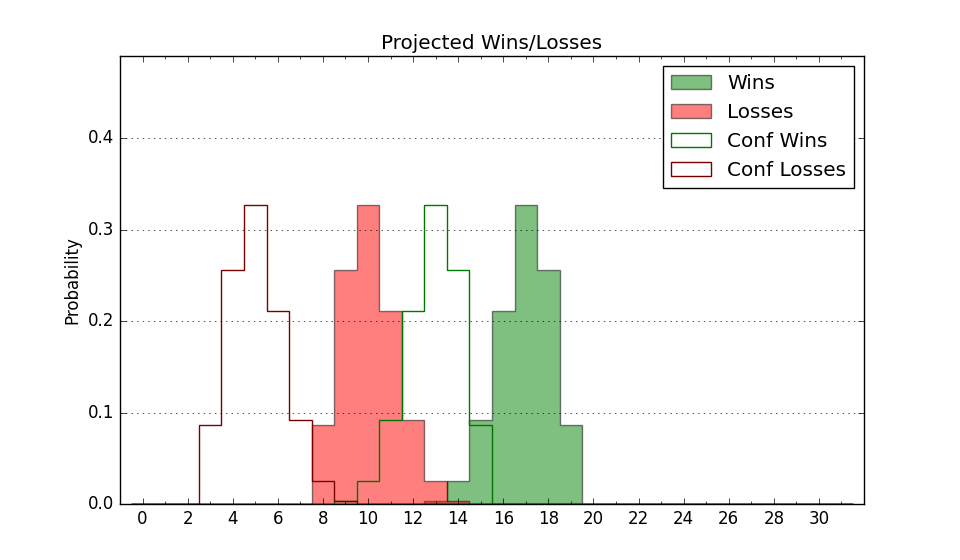 Projected Wins/Losses
Wins
Losses
Conf Wins
Conf Losses
Probability
0.4
0.3
0.2
0.1
0.0
0 2 4 6 8 10 12 14 16 18 20 22 24 26 28 30